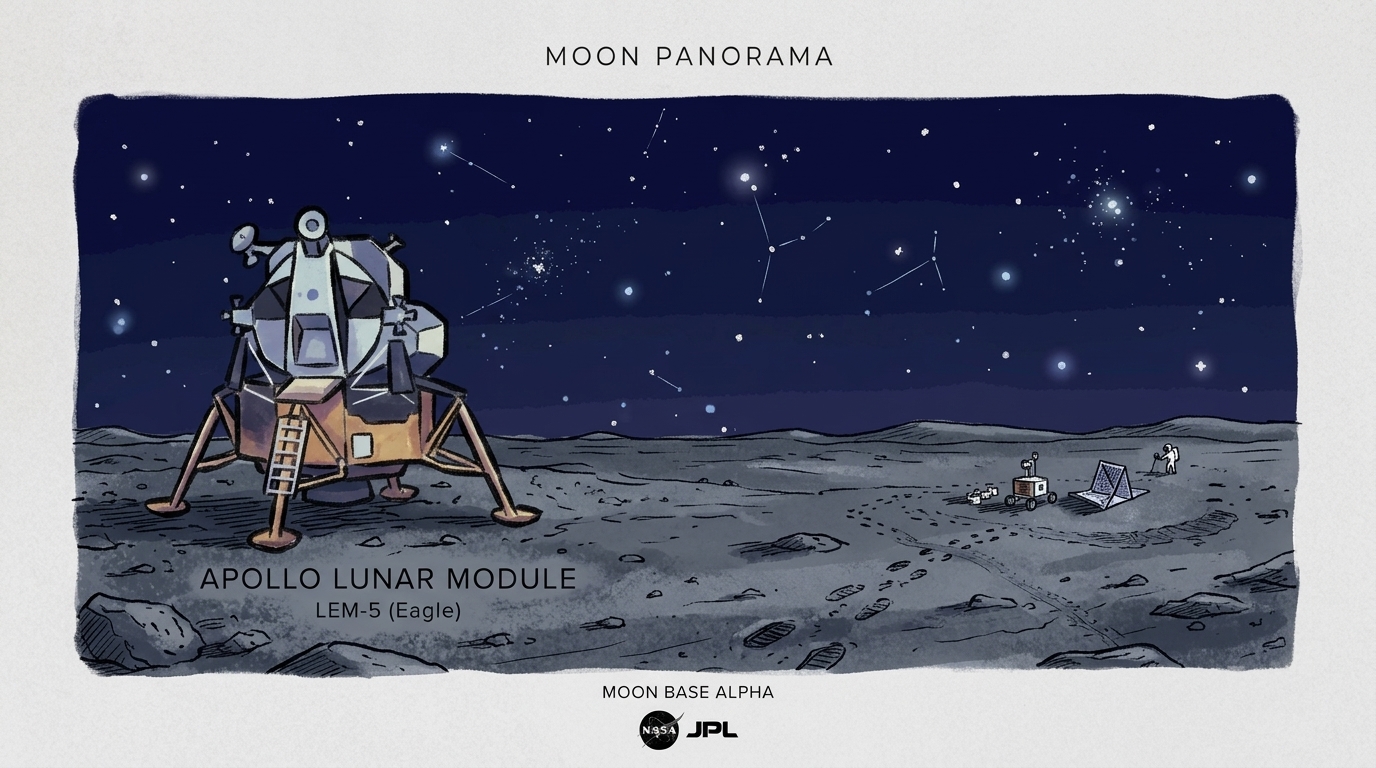 MOON PANORAMA
APOLLO LUNAR MODULE
LEM-5 (Eagle)
MOON BASE ALPHA
NASA JPL